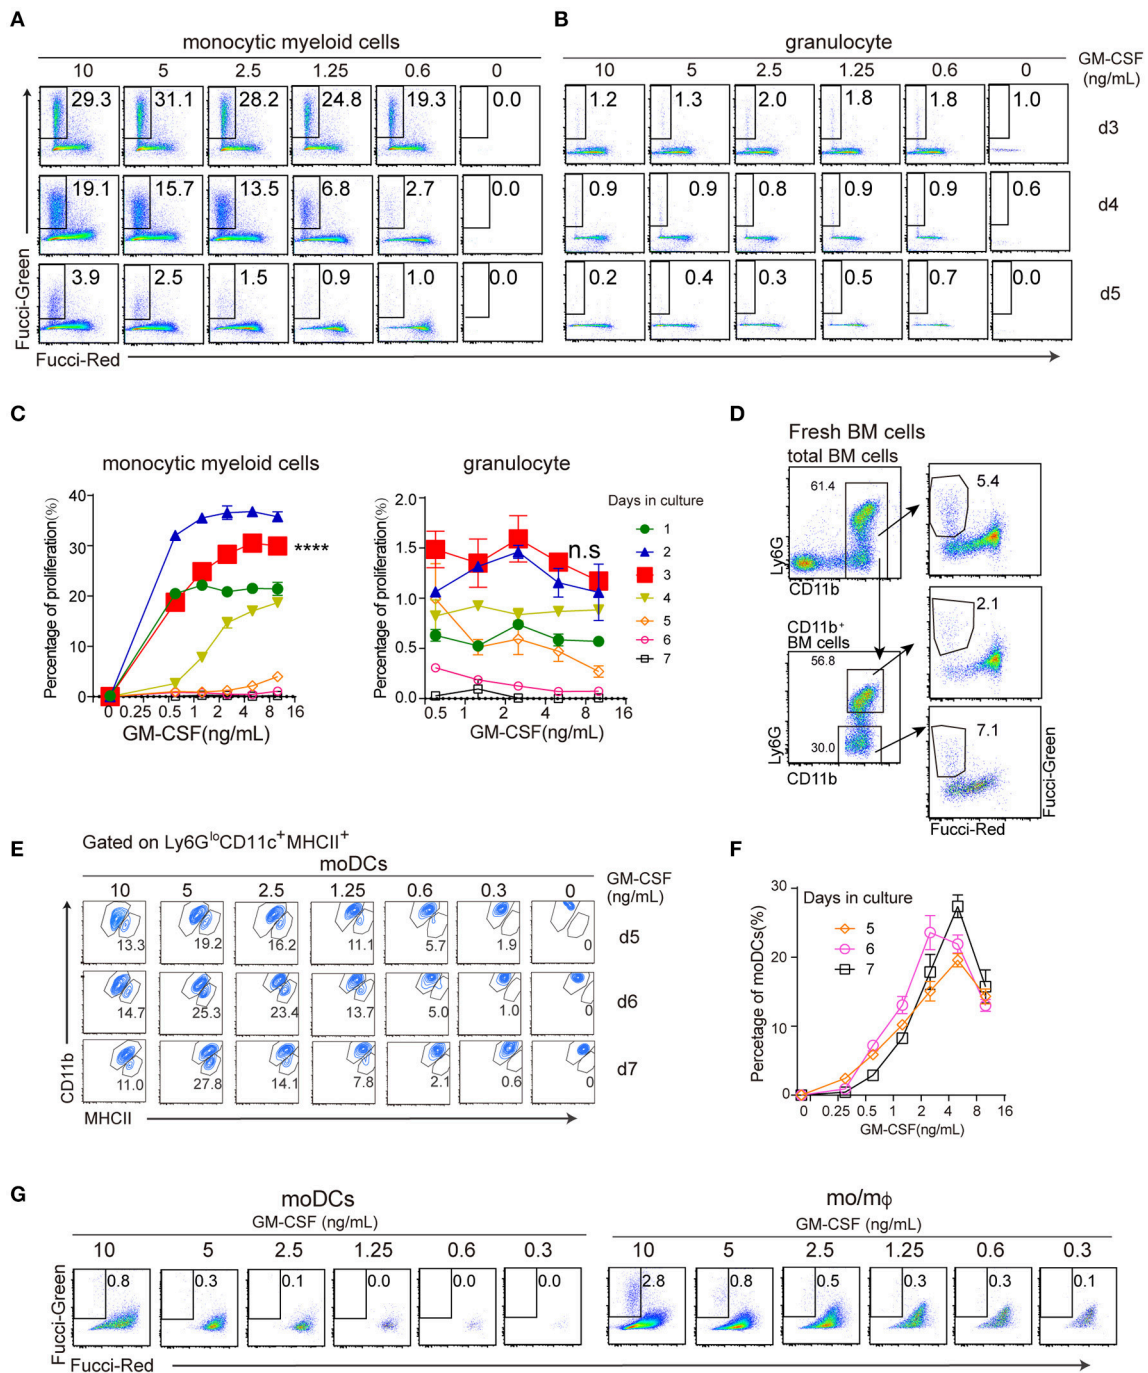 A
monocytic myeloid cells
10 5 2.5 1.25 0.6 0
29.3 31.1 28.2 24.8 19.3 0.0
19.1 15.7 13.5 6.8 2.7 0.0
3.9 2.5 1.5 0.9 1.0 0.0
Fucci-Green
Fucci-Red
B
granulocyte
GM-CSF
(ng/mL)
10 5 2.5 1.25 0.6 0
1.2 1.3 2.0 1.8 1.8 1.0
d3
0.9 0.9 0.8 0.9 0.9 0.6
d4
0.2 0.4 0.3 0.5 0.7 0.0
d5
C
monocytic myeloid cells
Percentage of proliferation(%)
40
30
20
10
0
****
0 0.25 0.5 1 2 4 8 16
GM-CSF(ng/mL)
granulocyte
Percentage of proliferation(%)
2.0
1.5
1.0
0.5
0.0
n.s
0.5 1 2 4 8 16
GM-CSF(ng/mL)
Days in culture
1
2
3
4
5
6
7
D
Fresh BM cells
total BM cells
61.4
Ly6G
CD11b
5.4
CD11b+
BM cells
56.8
30.0
Ly6G
CD11b
2.1
7.1
Fucci-Green
Fucci-Red
E
Gated on Ly6GloCD11c+MHCII+
moDCs
GM-CSF
(ng/mL)
10 5 2.5 1.25 0.6 0.3 0
13.3 19.2 16.2 11.1 5.7 1.9 0
d5
14.7 25.3 23.4 13.7 5.0 1.0 0
d6
11.0 27.8 14.1 7.8 2.1 0.6 0
d7
CD11b
MHCII
F
Percetage of moDCs(%)
30
20
10
0
Days in culture
5
6
7
0 0.25 0.5 1 2 4 8 16
GM-CSF(ng/mL)
G
moDCs
GM-CSF (ng/mL)
10 5 2.5 1.25 0.6 0.3
0.8 0.3 0.1 0.0 0.0 0.0
mo/mϕ
GM-CSF (ng/mL)
10 5 2.5 1.25 0.6 0.3
2.8 0.8 0.5 0.3 0.3 0.1
Fucci-Green
Fucci-Red